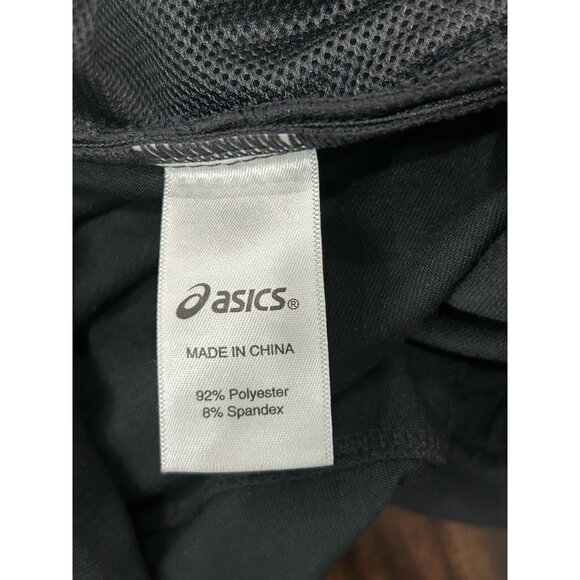 asics®
MADE IN CHINA
92% Polyester
8% Spandex